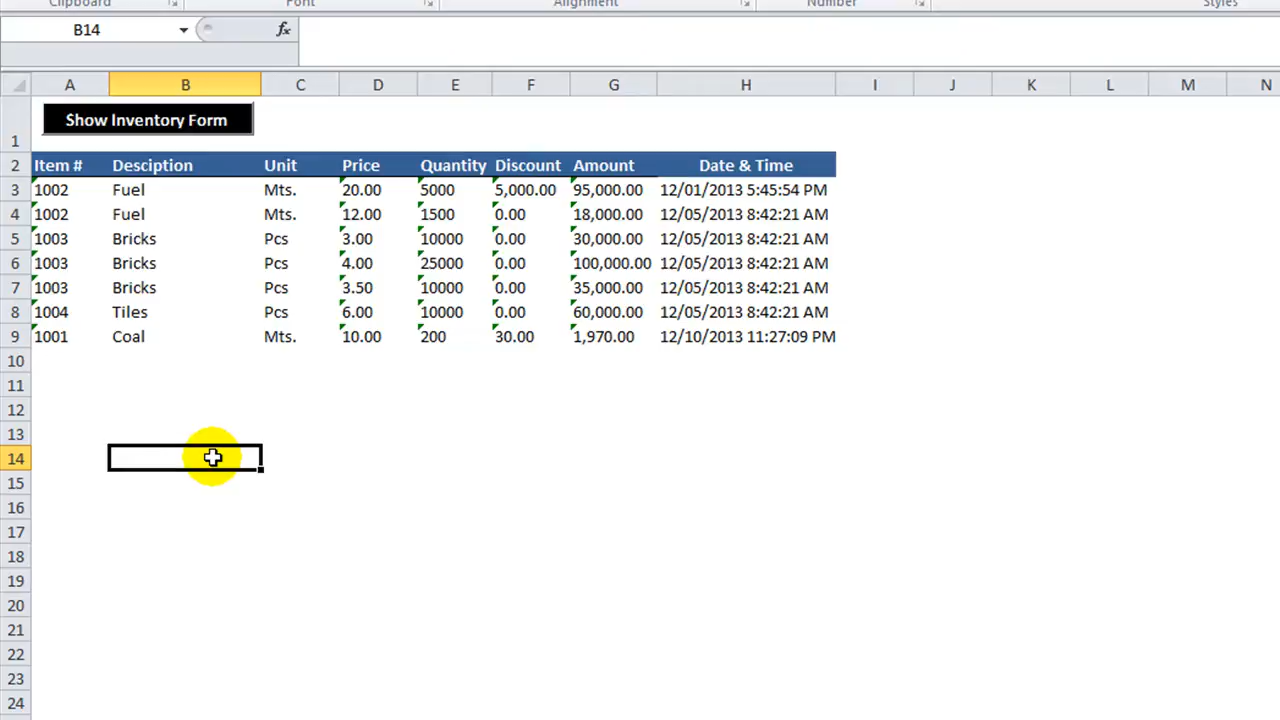 Clipboard Font Alignment Number Styles
B14 fx
A B C D E F G H I J K L M N
Show Inventory Form
1
2 Item # Desciption Unit Price Quantity Discount Amount Date & Time
3 1002 Fuel Mts. 20.00 5000 5,000.00 95,000.00 12/01/2013 5:45:54 PM
4 1002 Fuel Mts. 12.00 1500 0.00 18,000.00 12/05/2013 8:42:21 AM
5 1003 Bricks Pcs 3.00 10000 0.00 30,000.00 12/05/2013 8:42:21 AM
6 1003 Bricks Pcs 4.00 25000 0.00 100,000.00 12/05/2013 8:42:21 AM
7 1003 Bricks Pcs 3.50 10000 0.00 35,000.00 12/05/2013 8:42:21 AM
8 1004 Tiles Pcs 6.00 10000 0.00 60,000.00 12/05/2013 8:42:21 AM
9 1001 Coal Mts. 10.00 200 30.00 1,970.00 12/10/2013 11:27:09 PM
10
11
12
13
14
15
16
17
18
19
20
21
22
23
24